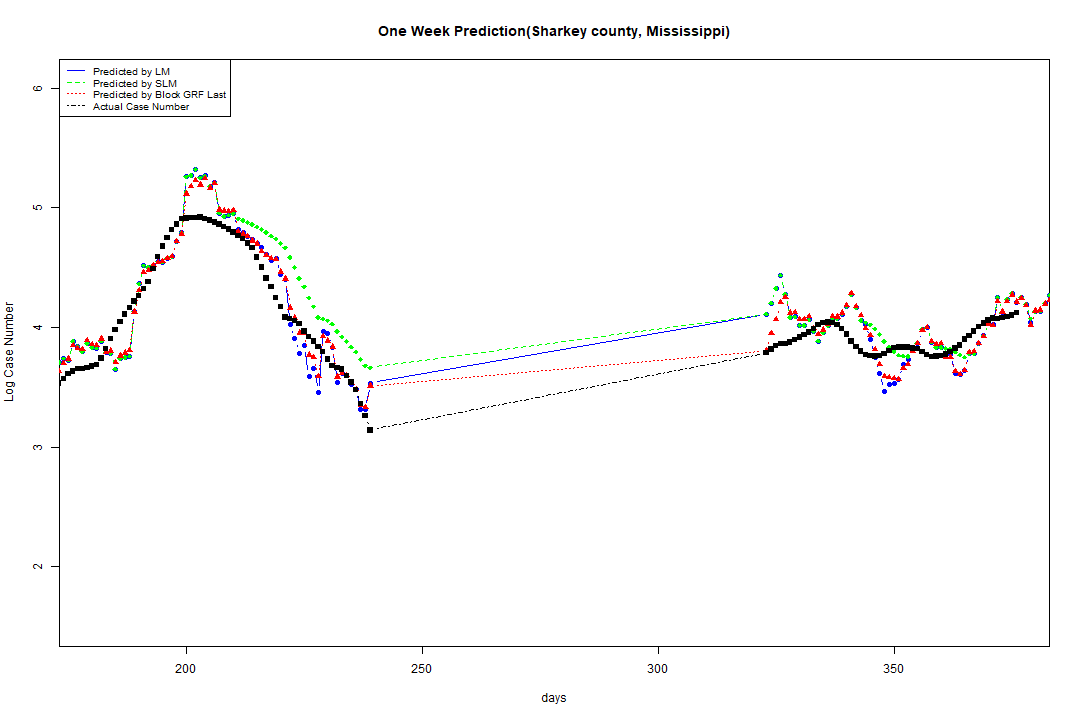 One Week Prediction(Sharkey county, Mississippi)
Predicted by LM
Predicted by SLM
Predicted by Block GRF Last
Actual Case Number
6
5
4
3
2
Log Case Number
200 250 300 350
days